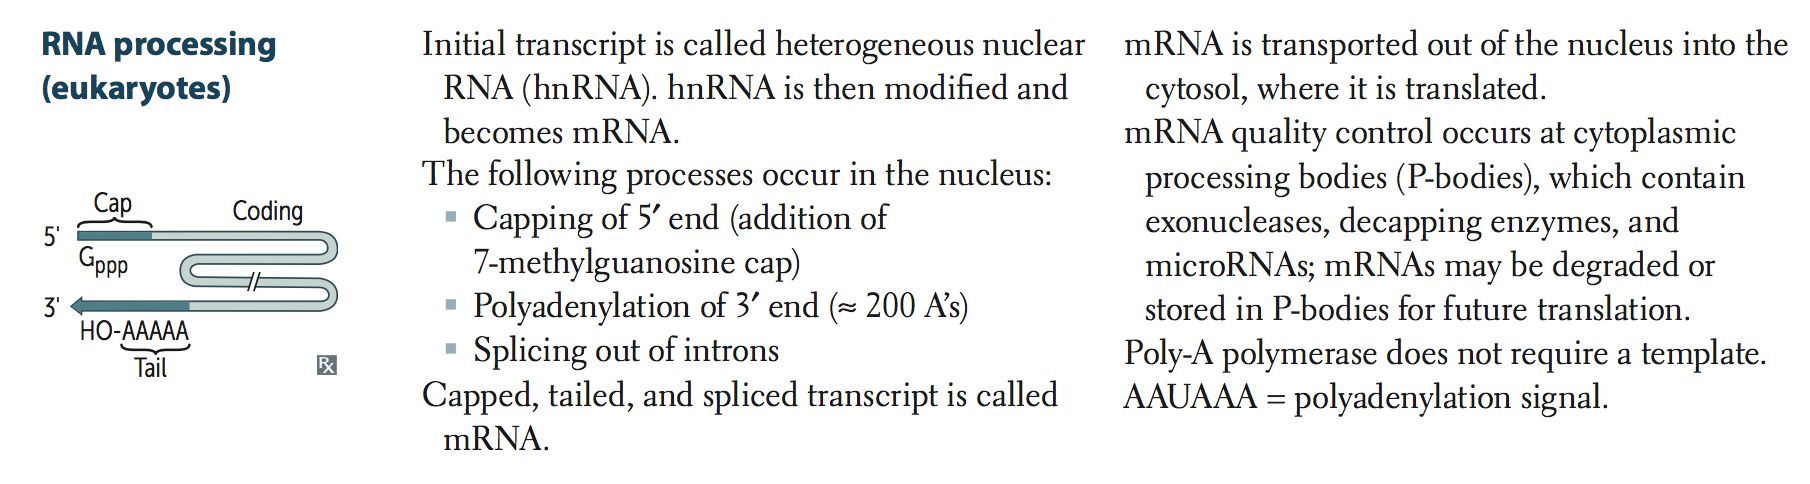 RNA processing
(eukaryotes)
Cap
Coding
5'
Gppp
3'
HO-AAAAA
Tail
Rx
Initial transcript is called heterogeneous nuclear
RNA (hnRNA). hnRNA is then modified and
becomes mRNA.
The following processes occur in the nucleus:
▪ Capping of 5′ end (addition of
7-methylguanosine cap)
▪ Polyadenylation of 3′ end (≈ 200 A’s)
▪ Splicing out of introns
Capped, tailed, and spliced transcript is called
mRNA.
mRNA is transported out of the nucleus into the
cytosol, where it is translated.
mRNA quality control occurs at cytoplasmic
processing bodies (P-bodies), which contain
exonucleases, decapping enzymes, and
microRNAs; mRNAs may be degraded or
stored in P-bodies for future translation.
Poly-A polymerase does not require a template.
AAUAAA = polyadenylation signal.